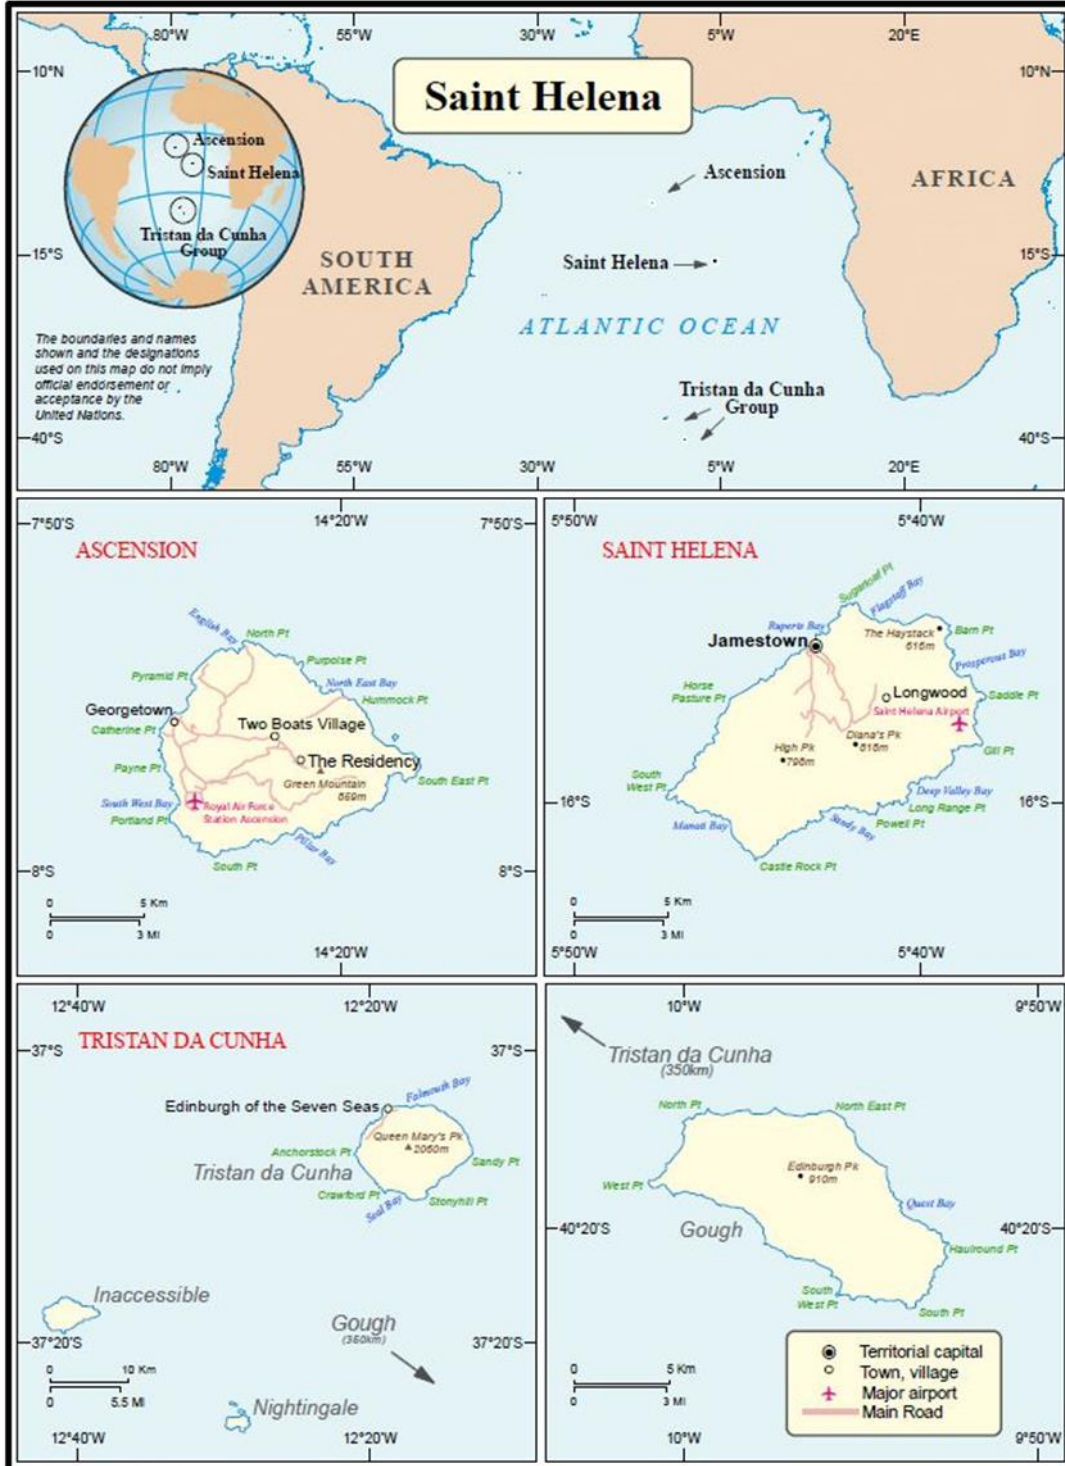 80°W 55°W 30°W 5°W 20°E
10°N 10°N
Saint Helena
Ascension
Saint Helena
Tristan da Cunha
Group
Ascension
AFRICA
SOUTH
AMERICA
Saint Helena
15°S 15°S
ATLANTIC OCEAN
The boundaries and names
shown and the designations
used on this map do not imply
official endorsement or
acceptance by the
United Nations.
Tristan da Cunha
Group
40°S 40°S
80°W 55°W 30°W 5°W 20°E
7°50'S 14°20'W 7°50'S
ASCENSION
English Bay
North Pt
Purpoise Pt
Pyramid Pt
North East Bay
Hummock Pt
Georgetown
Two Boats Village
Catherine Pt
The Residency
Payne Pt
Green Mountain
859m
South East Pt
South West Bay
Royal Air Force
Station Ascension
Portland Pt
Pillar Bay
South Pt
8°S 8°S
0 5 Km
0 3 Mi
14°20'W
5°50'W 5°40'W
SAINT HELENA
Sugarloaf Pt
Flagstaff Bay
Ruperts Bay
The Haystack
616m
Barn Pt
Jamestown
Prosperous Bay
Horse
Pasture Pt
Longwood
Saddle Pt
Saint Helena Airport
Diana's Pk
818m
High Pk
798m
Gill Pt
South
West Pt
Deep Valley Bay
16°S 16°S
Long Range Pt
Manati Bay
Sandy Bay
Powell Pt
Castle Rock Pt
0 5 Km
0 3 Mi
5°50'W 5°40'W
12°40'W 12°20'W
37°S 37°S
TRISTAN DA CUNHA
Falmouth Bay
Edinburgh of the Seven Seas
Queen Mary's Pk
2060m
Anchorstock Pt
Sandy Pt
Tristan da Cunha
Crawford Pt
Seal Bay
Stonyhill Pt
Inaccessible
Gough
(350km)
37°20'S 37°20'S
0 10 Km
0 5.5 Mi
Nightingale
12°40'W 12°20'W
10°W 9°50'W
Tristan da Cunha
(350km)
North Pt
North East Pt
Edinburgh Pk
910m
West Pt
Quest Bay
Gough
40°20'S 40°20'S
Haulround Pt
South
West Pt
South Pt
0 5 Km
0 3 Mi
Territorial capital
Town, village
Major airport
Main Road
10°W 9°50'W